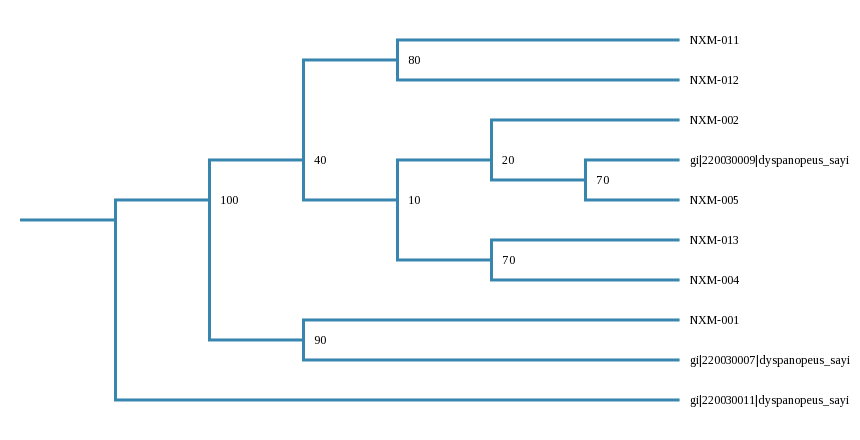 NXM-011
80
NXM-012
NXM-002
40
20
gi|220030009|dyspanopeus_sayi
70
100
10
NXM-005
NXM-013
70
NXM-004
NXM-001
90
gi|220030007|dyspanopeus_sayi
gi|220030011|dyspanopeus_sayi